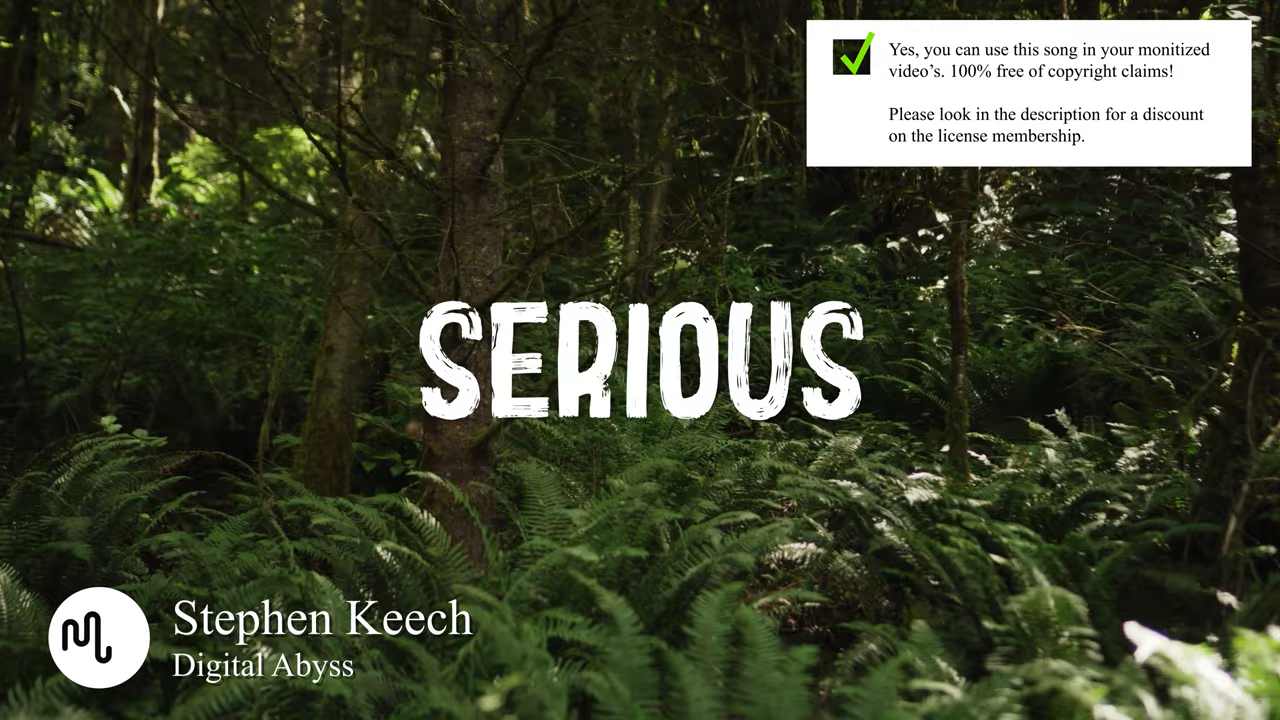 Yes, you can use this song in your monitized
video's. 100% free of copyright claims!
Please look in the description for a discount
on the license membership.
SERIOUS
Stephen Keech
Digital Abyss